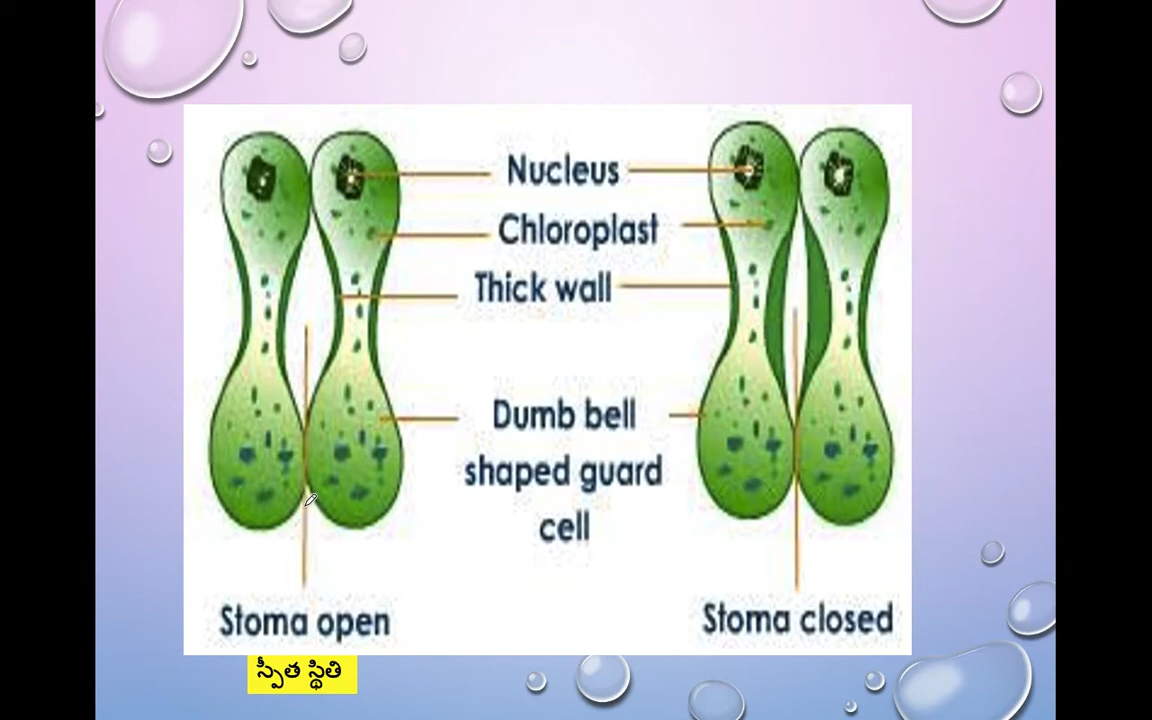 Nucleus
Chloroplast
Thick wall
Dumb bell
shaped guard
cell
Stoma open
Stoma closed
స్పీత స్థితి